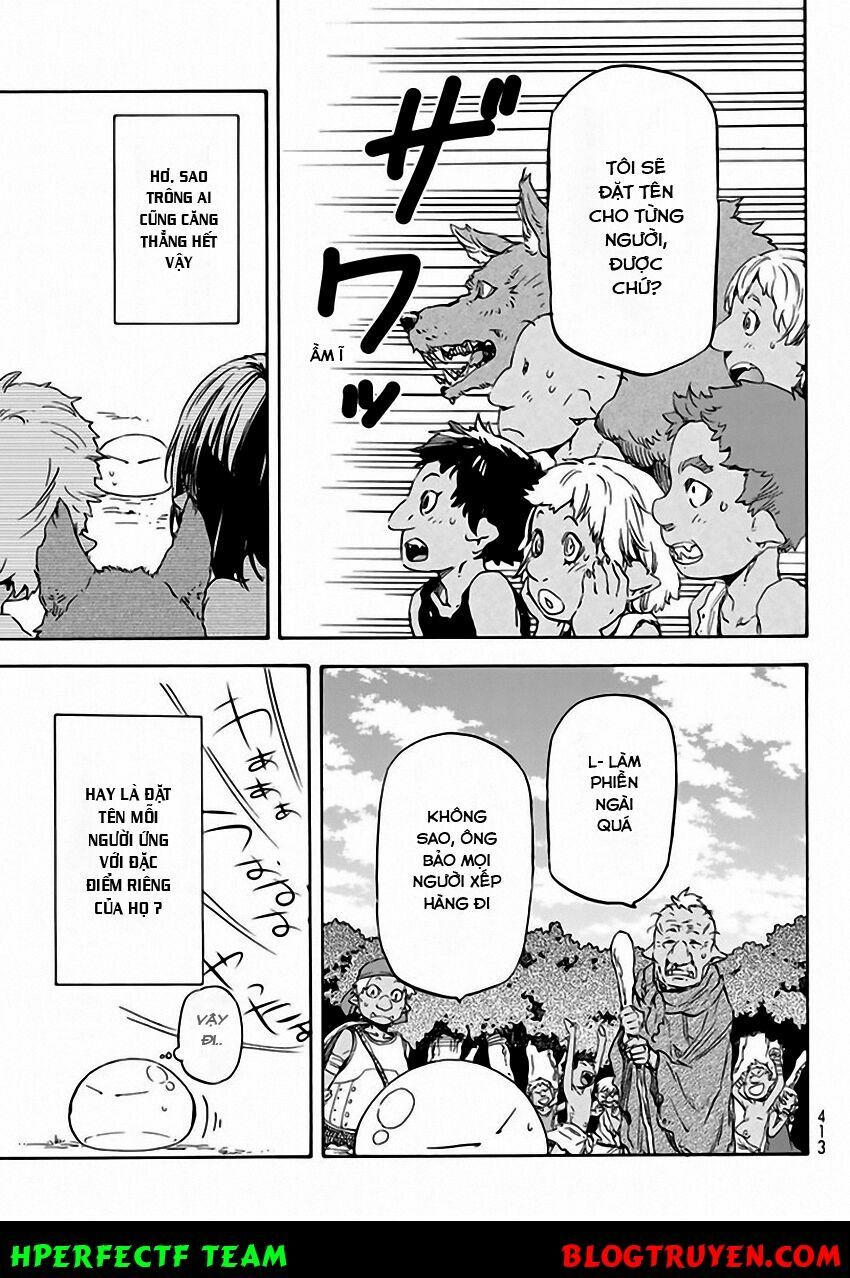 TÔI SẼ
ĐẶT TÊN
CHO TỪNG
NGƯỜI,
ĐƯỢC
CHỨ?
ザワッ
ẦM Ĩ
HƠ, SAO
TRÔNG AI
CŨNG CĂNG
THẲNG HẾT
VẬY
L- LÀM
PHIỀN
NGÀI
QUÁ
KHÔNG
SAO, ÔNG
BẢO MỌI
NGƯỜI XẾP
HÀNG ĐI
HAY LÀ ĐẶT
TÊN MỖI
NGƯỜI ỨNG
VỚI ĐẶC
ĐIỂM RIÊNG
CỦA HỌ ?
VẬY
ĐI..
413
HPERFECTF TEAM
BLOGTRUYEN.COM